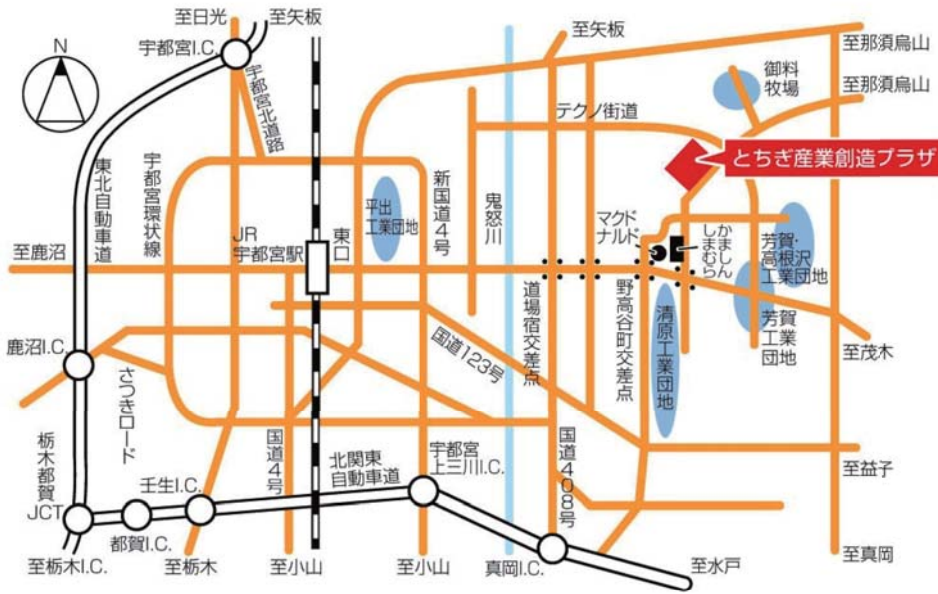 至日光
至矢板
宇都宮I.C.
N
宇都宮北道路
東北自動車道
宇都宮環状線
至矢板
至那須烏山
御料
牧場
至那須烏山
テクノ街道
とちぎ産業創造プラザ
平出
工業団地
新国道4号
鬼怒川
マクド
ナルド
かましん
しまむら
芳賀・
高根沢
工業団地
至鹿沼
JR
宇都宮駅
東口
道場宿交差点
野高谷町交差点
清原工業団地
芳賀
工業
団地
至茂木
国道123号
鹿沼I.C.
さつきロード
栃木都賀
JCT
壬生I.C.
都賀I.C.
国道4号
北関東
自動車道
宇都宮
上三川I.C.
国道408号
至益子
至栃木I.C.
至栃木
至小山
至小山
真岡I.C.
至水戸
至真岡